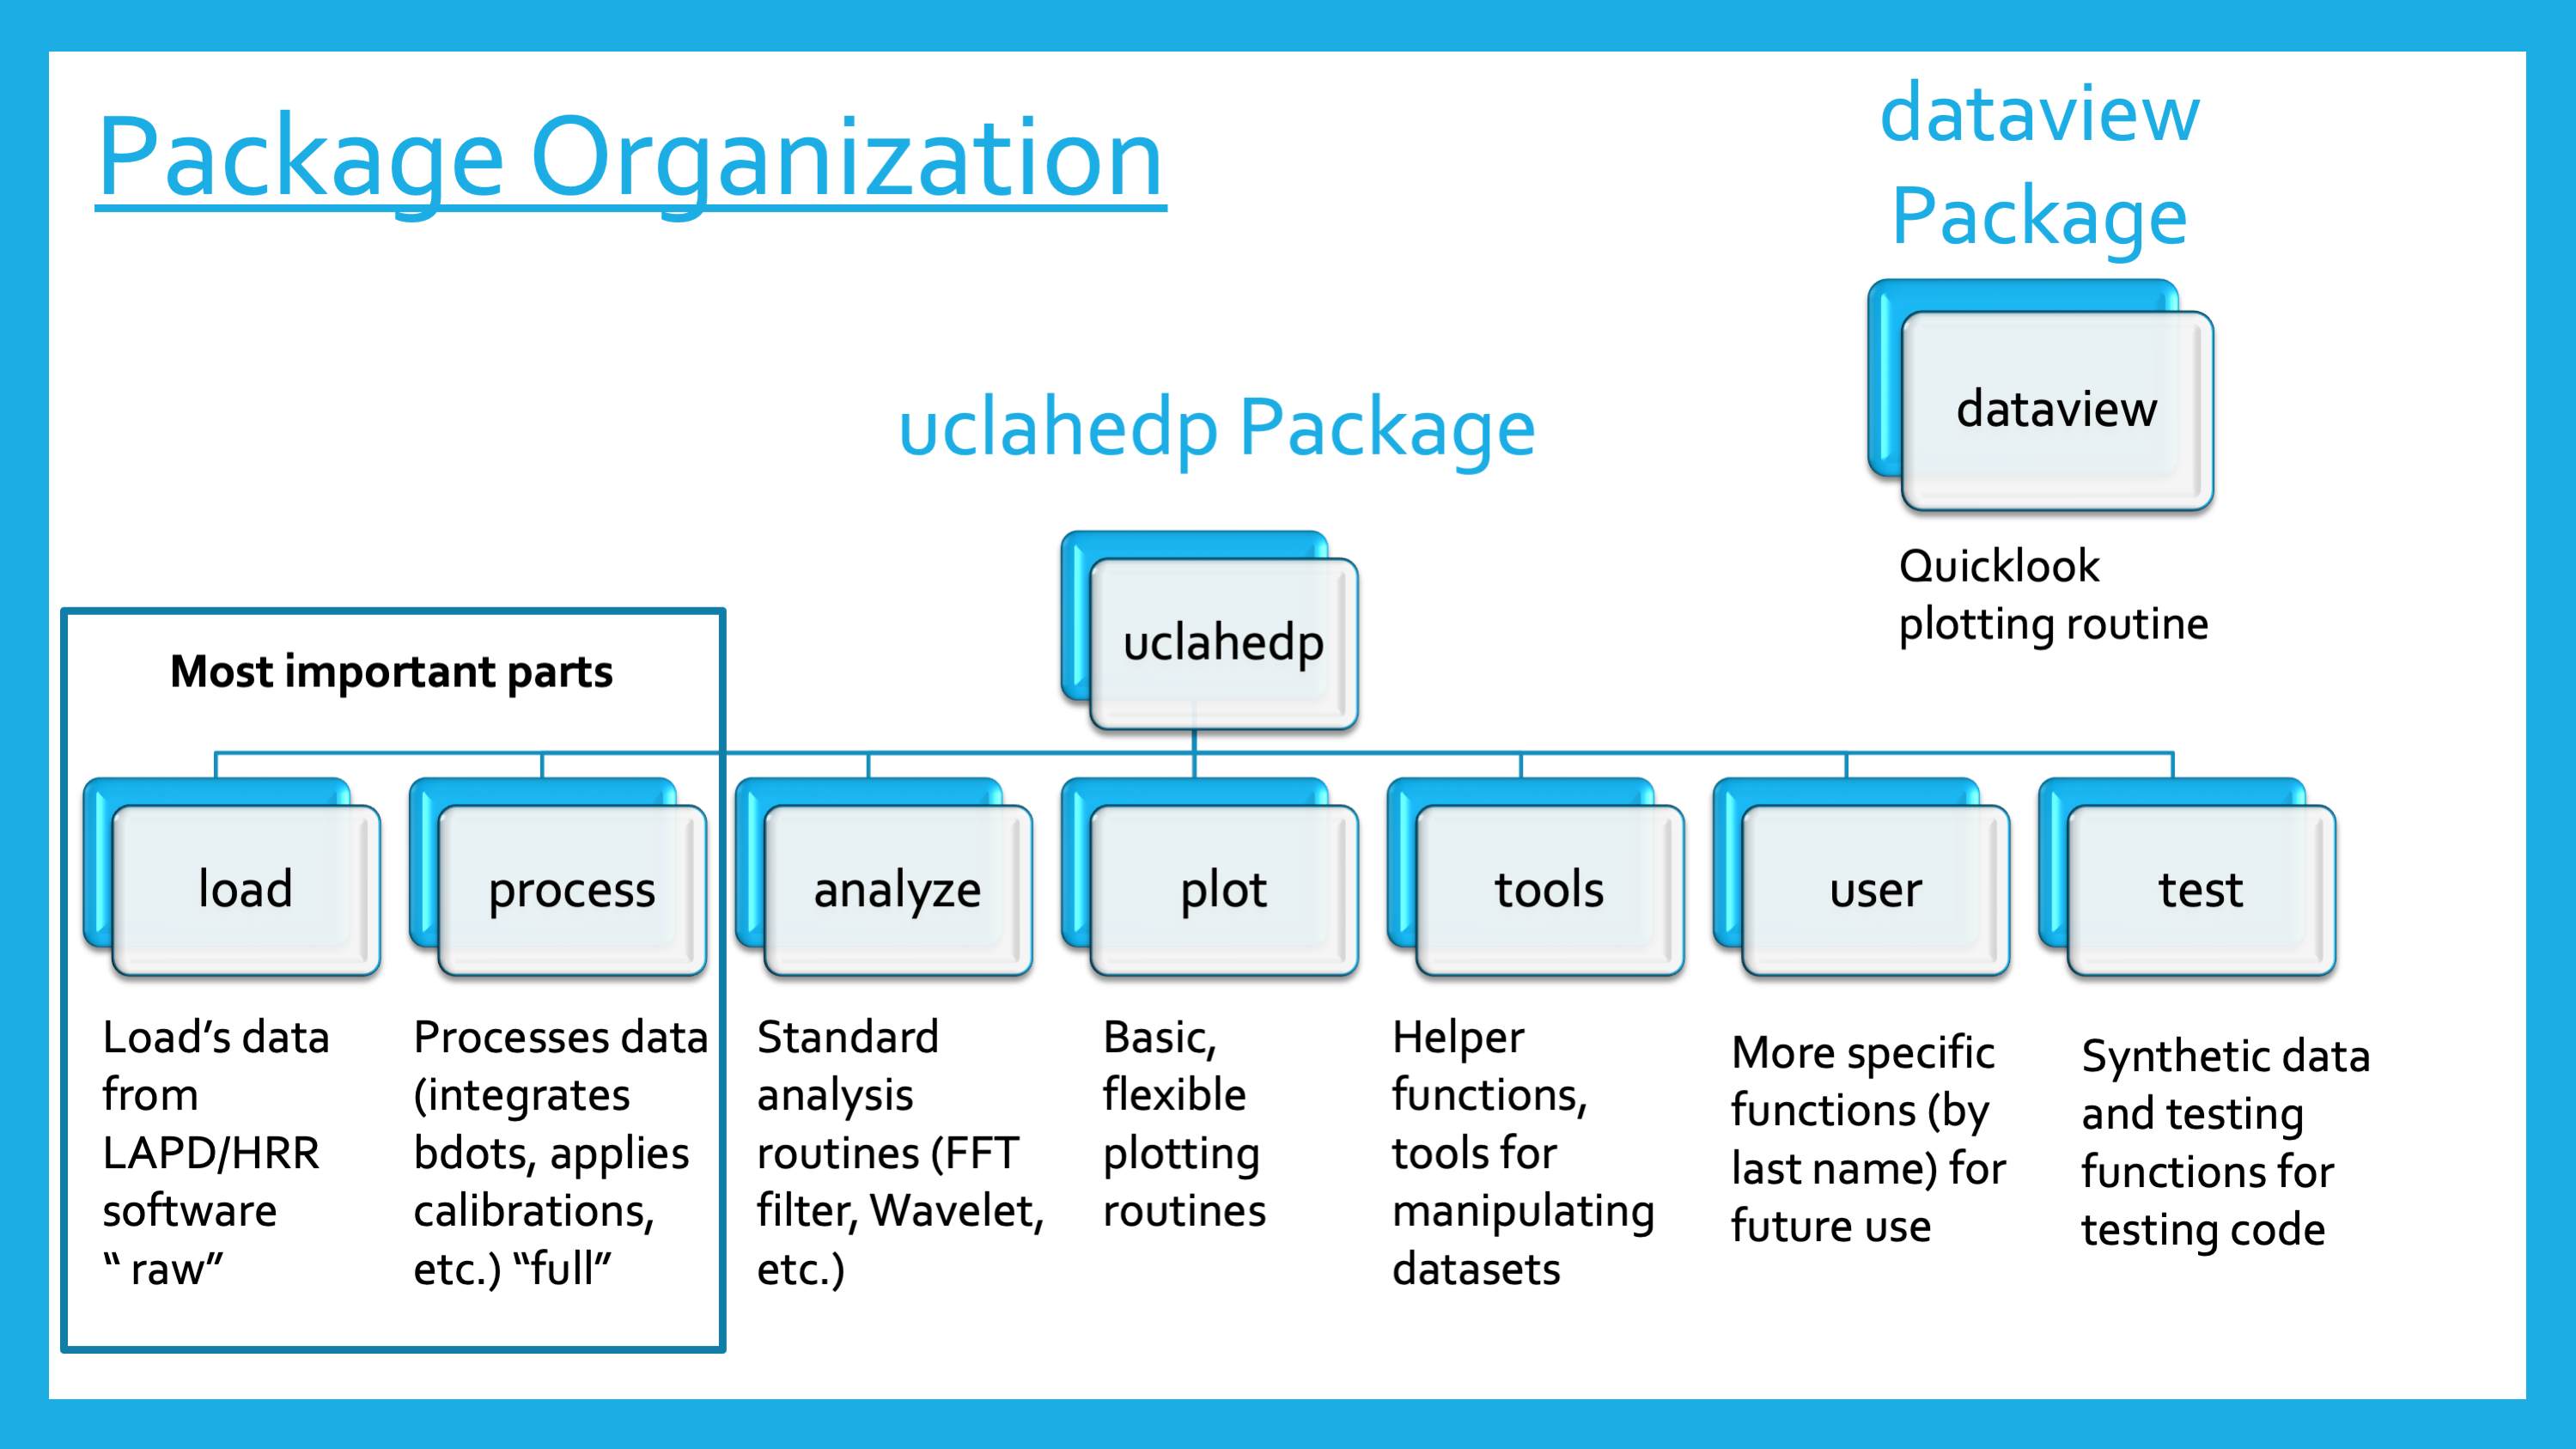 Package Organization
dataview
Package
dataview
Quicklook
plotting routine
uclahedp Package
uclahedp
Most important parts
load
process
analyze
plot
tools
user
test
Load’s data
from
LAPD/HRR
software
“ raw”
Processes data
(integrates
bdots, applies
calibrations,
etc.) “full”
Standard
analysis
routines (FFT
filter, Wavelet,
etc.)
Basic,
flexible
plotting
routines
Helper
functions,
tools for
manipulating
datasets
More specific
functions (by
last name) for
future use
Synthetic data
and testing
functions for
testing code